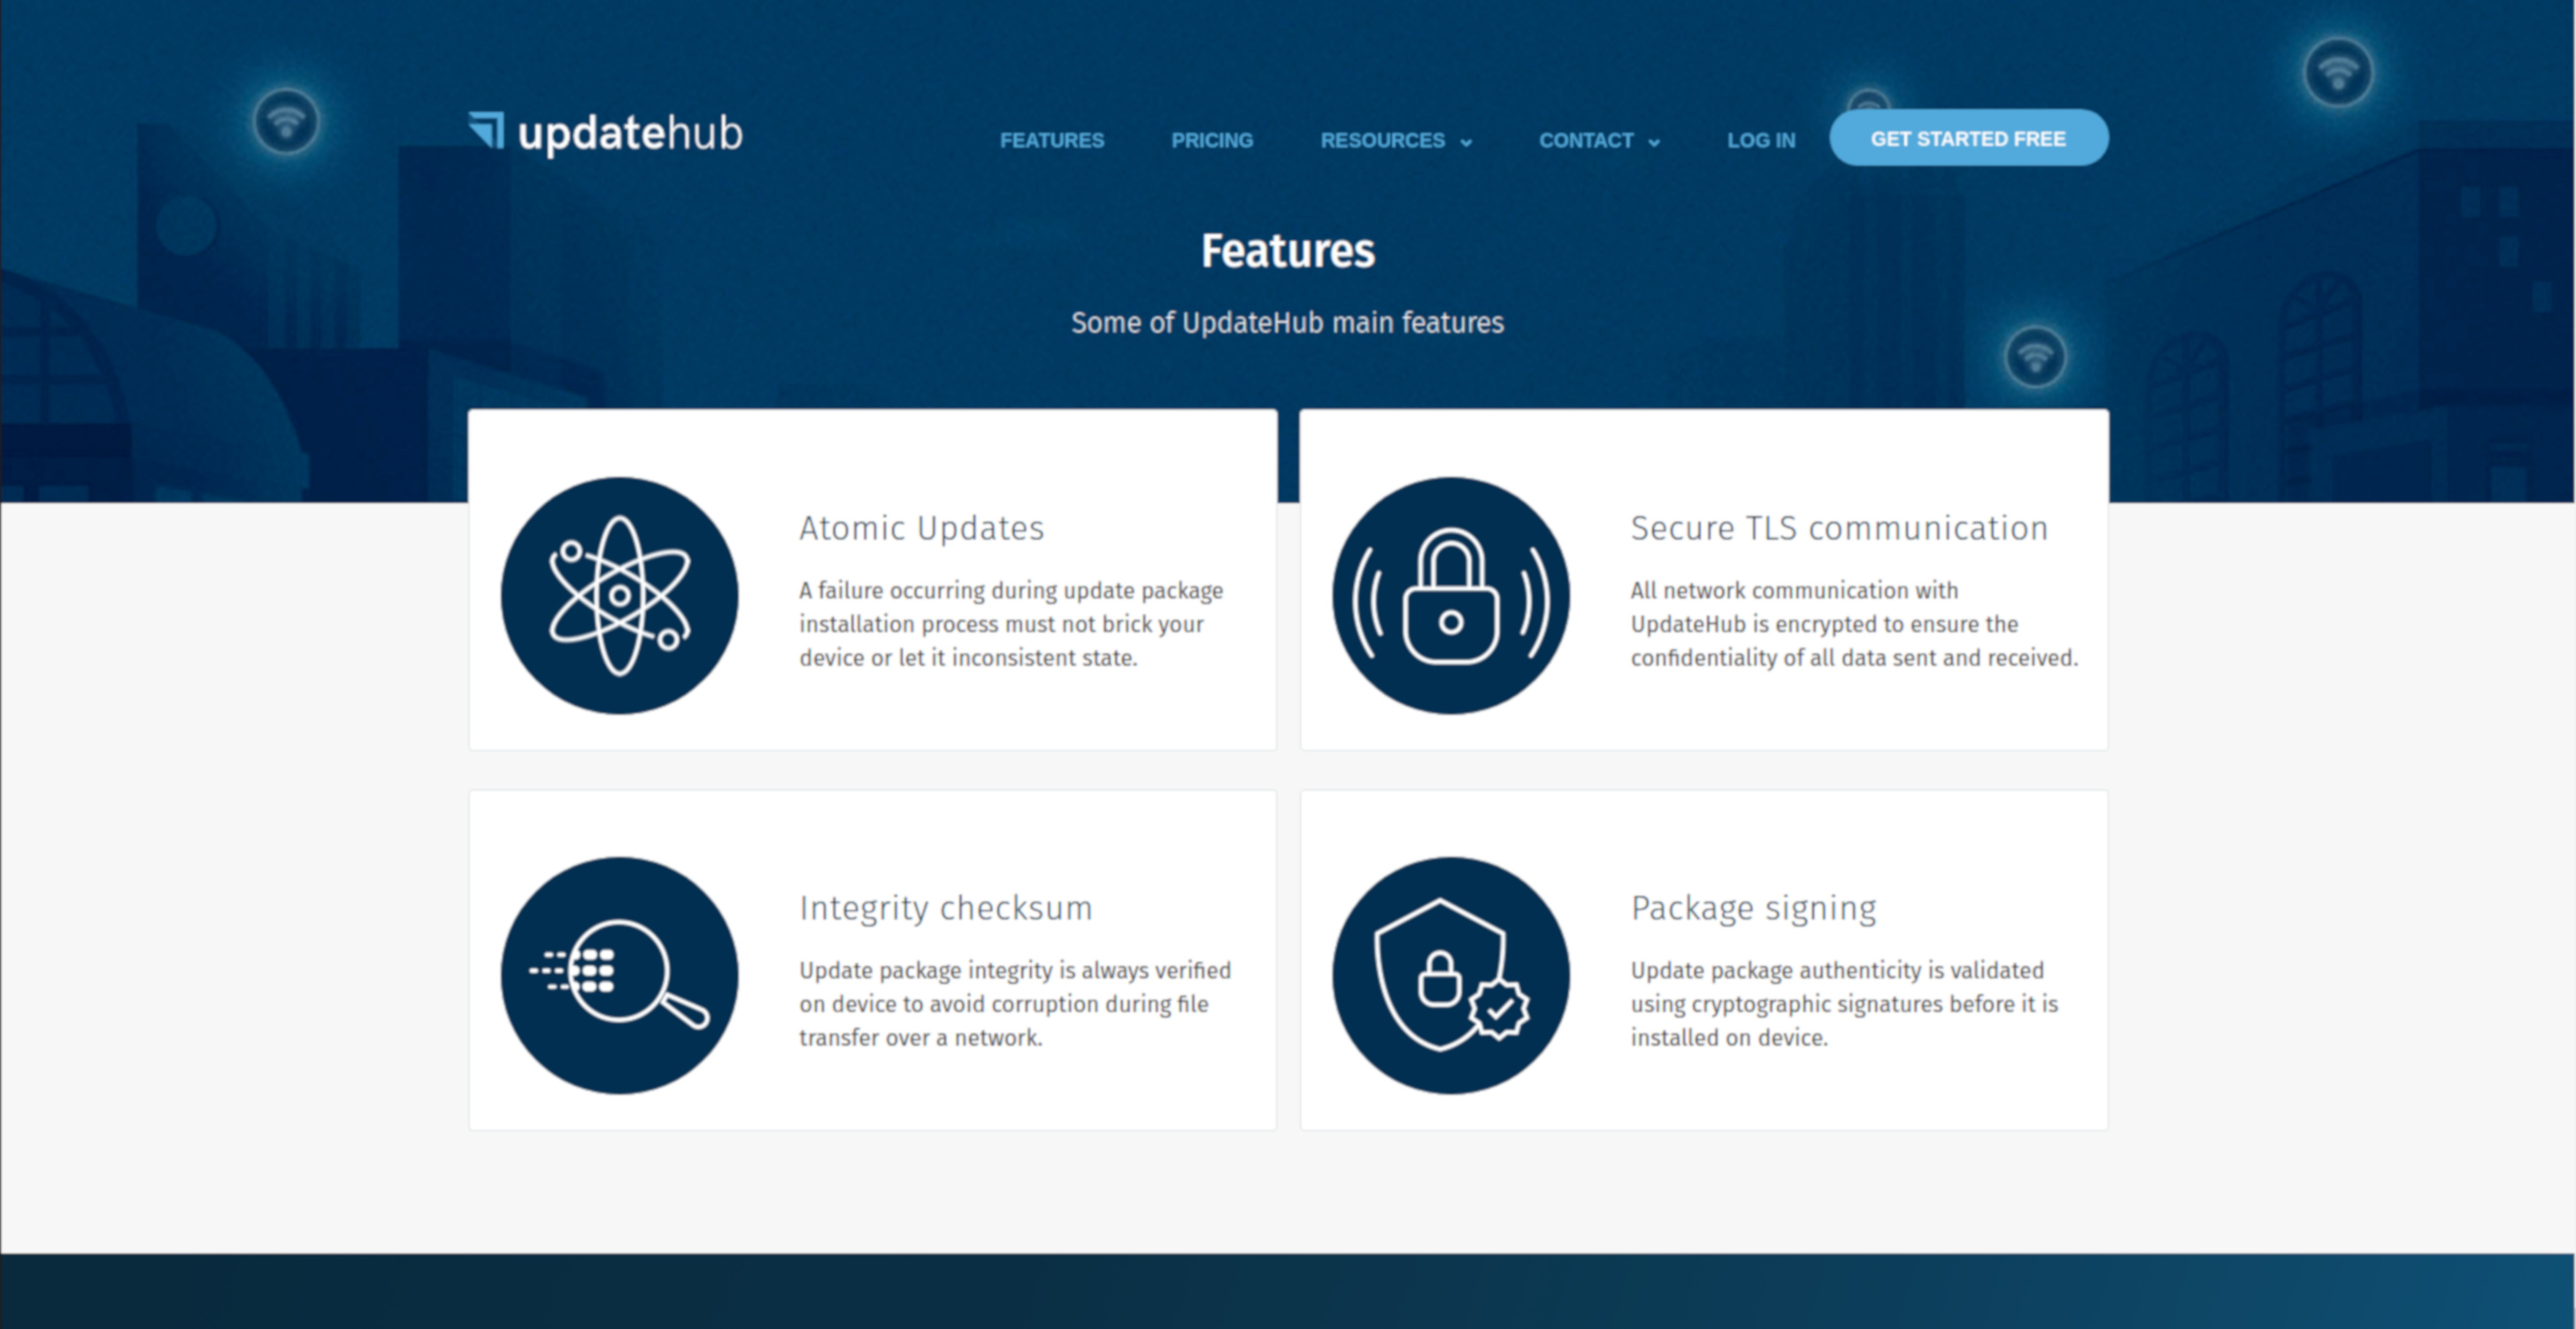 updatehub
FEATURES PRICING RESOURCES CONTACT LOG IN GET STARTED FREE
Features
Some of UpdateHub main features
Atomic Updates
A failure occurring during update package
installation process must not brick your
device or let it inconsistent state.
Secure TLS communication
All network communication with
UpdateHub is encrypted to ensure the
confidentiality of all data sent and received.
Integrity checksum
Update package integrity is always verified
on device to avoid corruption during file
transfer over a network.
Package signing
Update package authenticity is validated
using cryptographic signatures before it is
installed on device.